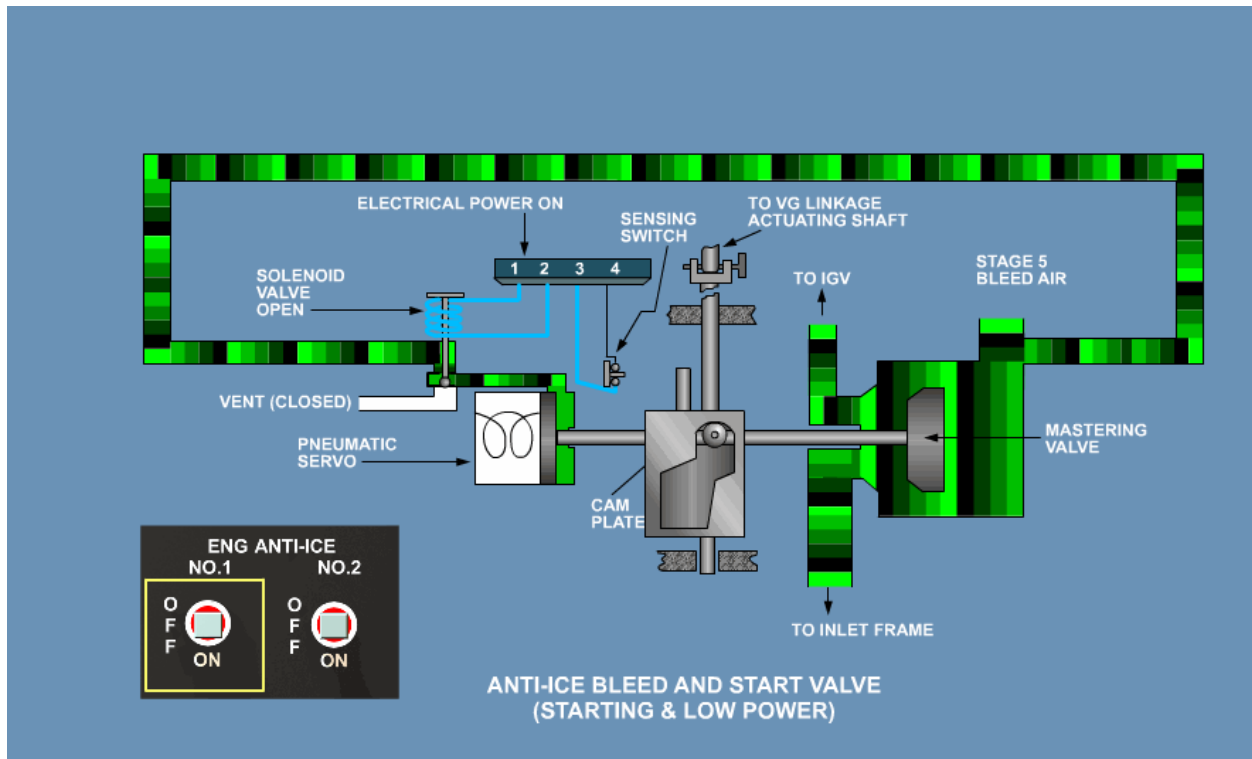 ELECTRICAL POWER ON
TO VG LINKAGE
ACTUATING SHAFT
SENSING
SWITCH
STAGE 5
BLEED AIR
TO IGV
SOLENOID
VALVE
OPEN
1 2 3 4
VENT (CLOSED)
PNEUMATIC
SERVO
MASTERING
VALVE
CAM
PLATE
ENG ANTI-ICE
NO.1 NO.2
O O
F F
F F
ON ON
TO INLET FRAME
ANTI-ICE BLEED AND START VALVE
(STARTING & LOW POWER)